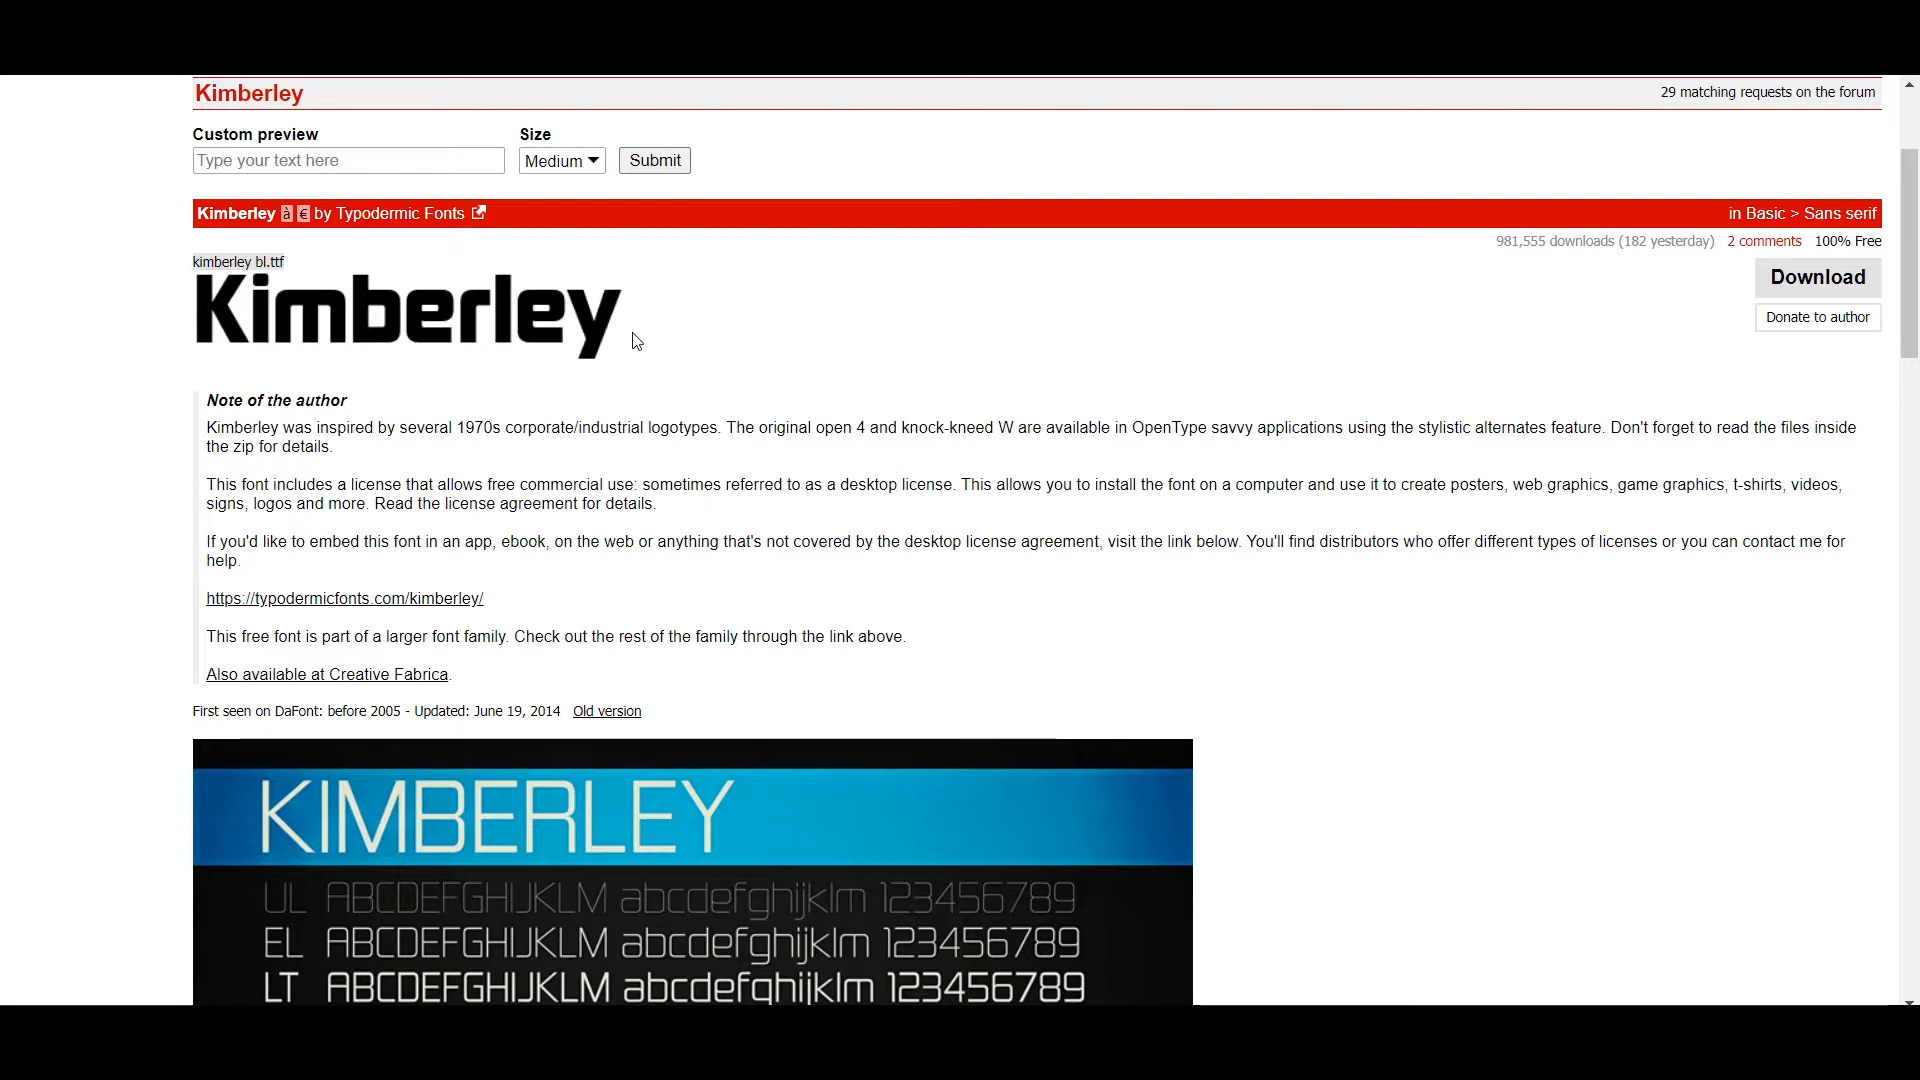 Kimberley
29 matching requests on the forum
Custom preview
Size
Type your text here
Medium
Submit
Kimberley à € by Typodermic Fonts
in Basic > Sans serif
981,555 downloads (182 yesterday) 2 comments 100% Free
kimberley bl.ttf
Kimberley
Download
Donate to author
Note of the author
Kimberley was inspired by several 1970s corporate/industrial logotypes. The original open 4 and knock-kneed W are available in OpenType savvy applications using the stylistic alternates feature. Don't forget to read the files inside
the zip for details.
This font includes a license that allows free commercial use: sometimes referred to as a desktop license. This allows you to install the font on a computer and use it to create posters, web graphics, game graphics, t-shirts, videos,
signs, logos and more. Read the license agreement for details.
If you'd like to embed this font in an app, ebook, on the web or anything that's not covered by the desktop license agreement, visit the link below. You'll find distributors who offer different types of licenses or you can contact me for
help.
https://typodermicfonts.com/kimberley/
This free font is part of a larger font family. Check out the rest of the family through the link above.
Also available at Creative Fabrica.
First seen on DaFont: before 2005 - Updated: June 19, 2014 Old version
KIMBERLEY
UL ABCDEFGHIJKLM abcdefghijklm 123456789
EL ABCDEFGHIJKLM abcdefghijklm 123456789
LT ABCDEFGHIJKLM abcdefghijklm 123456789